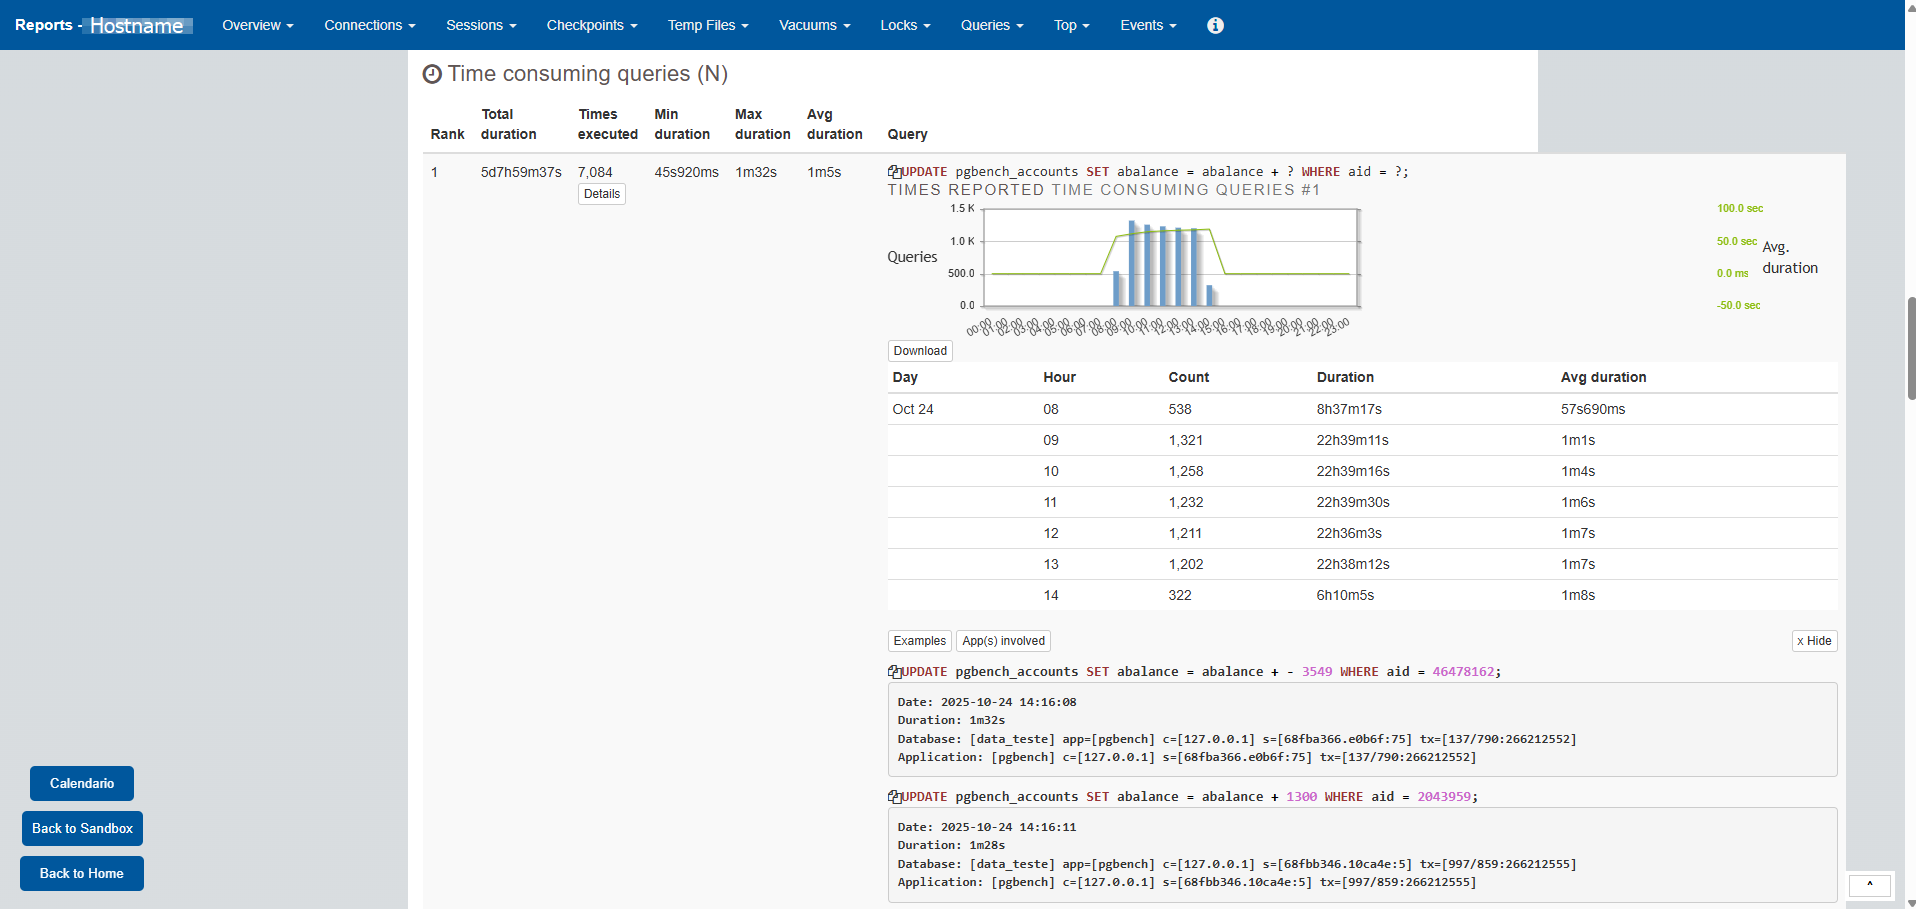 Reports - Hostname Overview Connections Sessions Checkpoints Temp Files Vacuums Locks Queries Top Events
Time consuming queries (N)
Rank Total duration Times executed Min duration Max duration Avg duration Query
1 5d7h59m37s 7,084 45s920ms 1m32s 1m5s UPDATE pgbench_accounts SET abalance = abalance + ? WHERE aid = ?;
Details
TIMES REPORTED TIME CONSUMING QUERIES #1
1.5 K 100.0 sec
1.0 K 50.0 sec
Queries Avg. duration
500.0 0.0 ms
0.0 -50.0 sec
00:00 01:00 02:00 03:00 04:00 05:00 06:00 07:00 08:00 09:00 10:00 11:00 12:00 13:00 14:00 15:00 16:00 17:00 18:00 19:00 20:00 21:00 22:00 23:00
Download
Day Hour Count Duration Avg duration
Oct 24 08 538 8h37m17s 57s690ms
09 1,321 22h39m11s 1m1s
10 1,258 22h39m16s 1m4s
11 1,232 22h39m30s 1m6s
12 1,211 22h36m3s 1m7s
13 1,202 22h38m12s 1m7s
14 322 6h10m5s 1m8s
Examples App(s) involved x Hide
UPDATE pgbench_accounts SET abalance = abalance + - 3549 WHERE aid = 46478162;
Date: 2025-10-24 14:16:08
Duration: 1m32s
Database: [data_teste] app=[pgbench] c=[127.0.0.1] s=[68fba366.e0b6f:75] tx=[137/790:266212552]
Application: [pgbench] c=[127.0.0.1] s=[68fba366.e0b6f:75] tx=[137/790:266212552]
UPDATE pgbench_accounts SET abalance = abalance + 1300 WHERE aid = 2043959;
Date: 2025-10-24 14:16:11
Duration: 1m28s
Database: [data_teste] app=[pgbench] c=[127.0.0.1] s=[68fbb346.10ca4e:5] tx=[997/859:266212555]
Application: [pgbench] c=[127.0.0.1] s=[68fbb346.10ca4e:5] tx=[997/859:266212555]
Calendario
Back to Sandbox
Back to Home
^